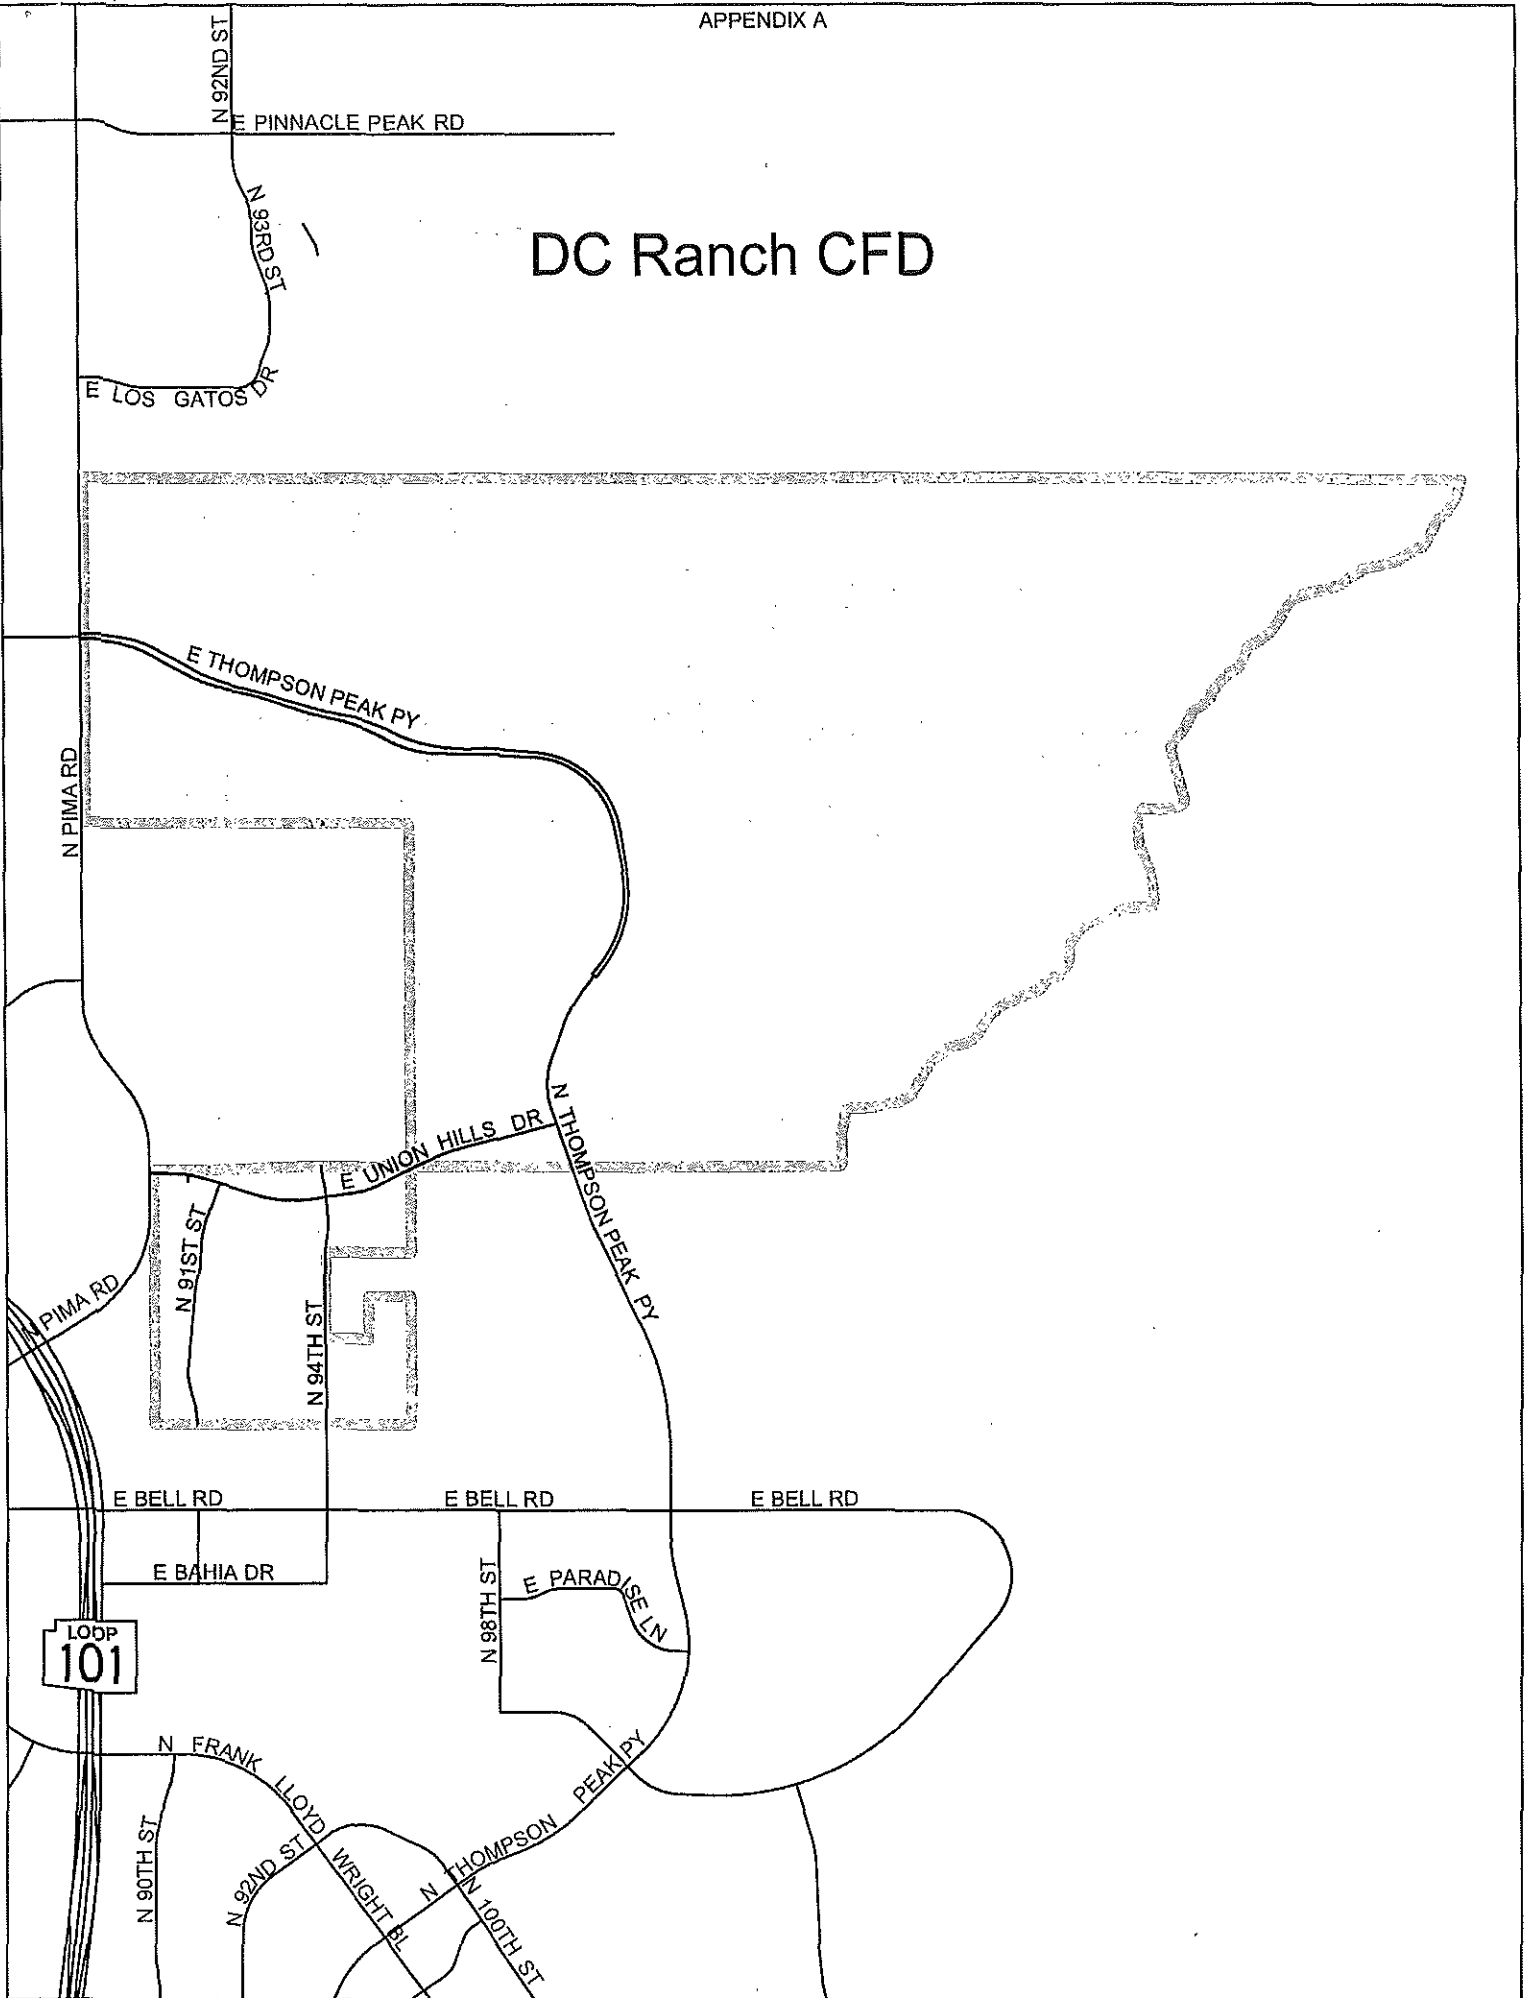 APPENDIX A
N 92ND ST
E PINNACLE PEAK RD
N 93RD ST
DC Ranch CFD
E LOS GATOS DR
E THOMPSON PEAK PY
N PIMA RD
N THOMPSON PEAK PY
E UNION HILLS DR
N 91ST ST
N PIMA RD
N 94TH ST
E BELL RD
E BELL RD
E BELL RD
E BAHIA DR
N 98TH ST
E PARADISE LN
LOOP
101
N FRANK LLOYD WRIGHT BL
N THOMPSON PEAK PY
N 90TH ST
N 92ND ST
N 100TH ST